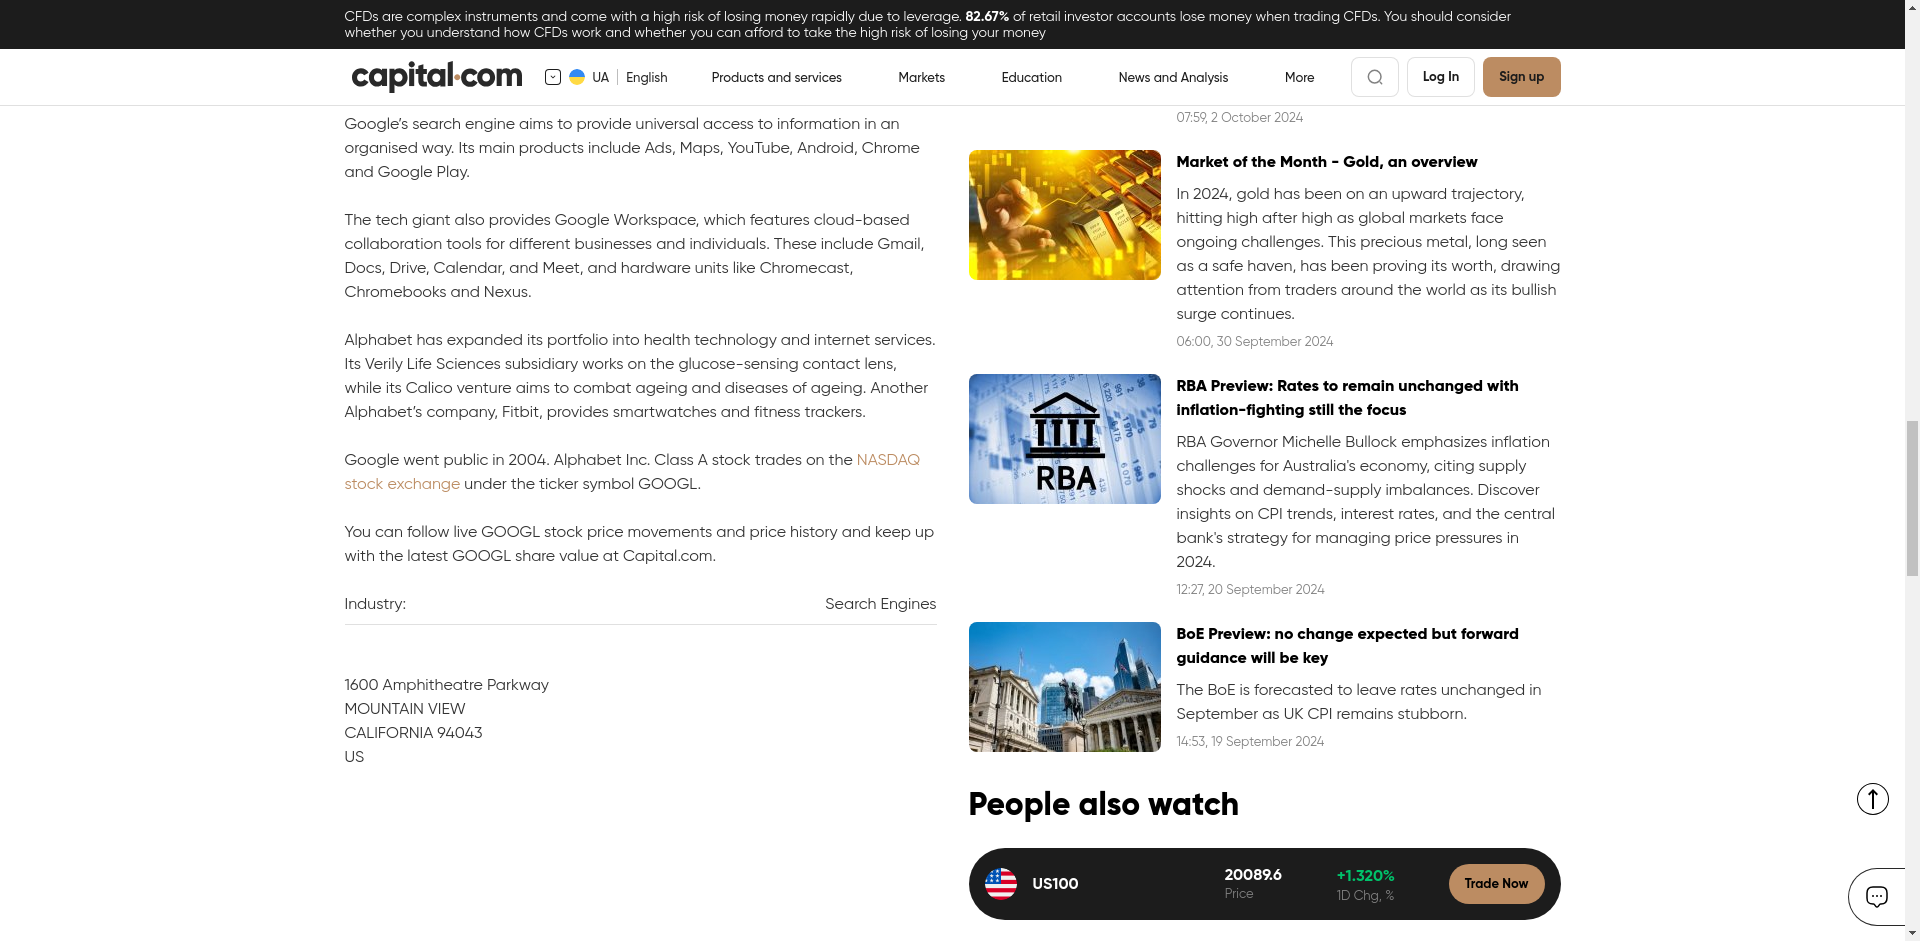 CFDs are complex instruments and come with a high risk of losing money rapidly due to leverage. 82.67% of retail investor accounts lose money when trading CFDs. You should consider
whether you understand how CFDs work and whether you can afford to take the high risk of losing your money
capital.com
UA
English
Products and services
Markets
Education
News and Analysis
More
Log In
Sign up
Google’s search engine aims to provide universal access to information in an
organised way. Its main products include Ads, Maps, YouTube, Android, Chrome
and Google Play.
The tech giant also provides Google Workspace, which features cloud-based
collaboration tools for different businesses and individuals. These include Gmail,
Docs, Drive, Calendar, and Meet, and hardware units like Chromecast,
Chromebooks and Nexus.
Alphabet has expanded its portfolio into health technology and internet services.
Its Verily Life Sciences subsidiary works on the glucose-sensing contact lens,
while its Calico venture aims to combat ageing and diseases of ageing. Another
Alphabet’s company, Fitbit, provides smartwatches and fitness trackers.
Google went public in 2004. Alphabet Inc. Class A stock trades on the NASDAQ
stock exchange under the ticker symbol GOOGL.
You can follow live GOOGL stock price movements and price history and keep up
with the latest GOOGL share value at Capital.com.
Industry:
Search Engines
1600 Amphitheatre Parkway
MOUNTAIN VIEW
CALIFORNIA 94043
US
07:59, 2 October 2024
Market of the Month - Gold, an overview
In 2024, gold has been on an upward trajectory,
hitting high after high as global markets face
ongoing challenges. This precious metal, long seen
as a safe haven, has been proving its worth, drawing
attention from traders around the world as its bullish
surge continues.
06:00, 30 September 2024
RBA
RBA Preview: Rates to remain unchanged with
inflation-fighting still the focus
RBA Governor Michelle Bullock emphasizes inflation
challenges for Australia's economy, citing supply
shocks and demand-supply imbalances. Discover
insights on CPI trends, interest rates, and the central
bank's strategy for managing price pressures in
2024.
12:27, 20 September 2024
BoE Preview: no change expected but forward
guidance will be key
The BoE is forecasted to leave rates unchanged in
September as UK CPI remains stubborn.
14:53, 19 September 2024
People also watch
US100
20089.6
Price
+1.320%
1D Chg, %
Trade Now